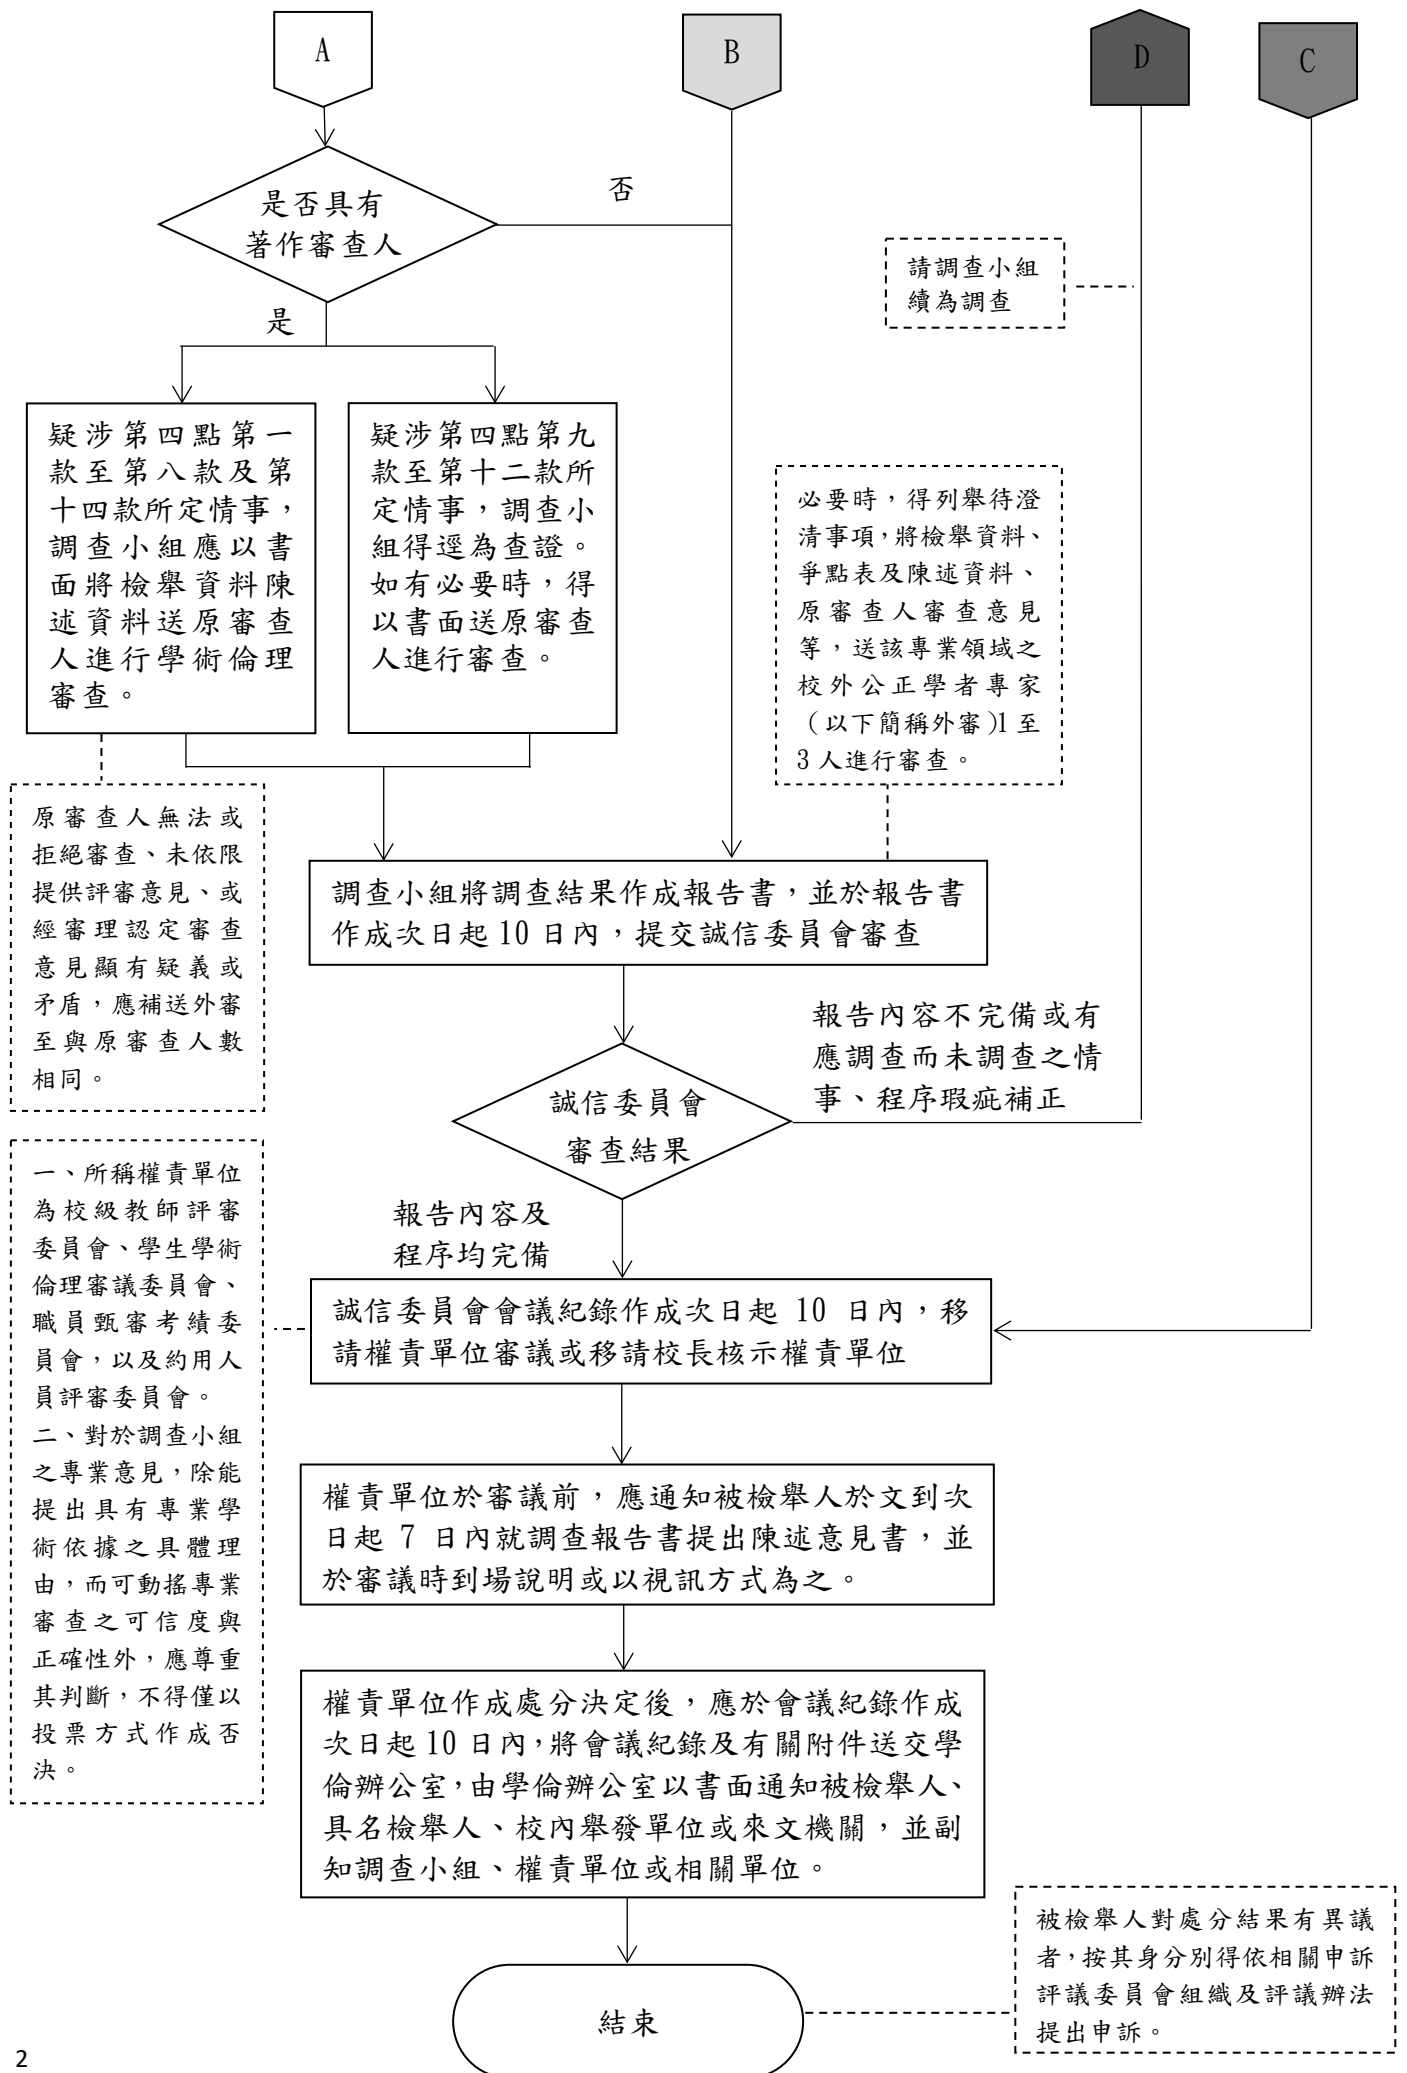 A
B
D
C
是否具有
著作審查人
否
是
請調查小組
續為調查
疑涉第四點第一
款至第八款及第
十四款所定情事，
調查小組應以書
面將檢舉資料陳
述資料送原審查
人進行學術倫理
審查。
疑涉第四點第九
款至第十二款所
定情事，調查小
組得逕為查證。
如有必要時，得
以書面送原審查
人進行審查。
必要時，得列舉待澄
清事項，將檢舉資料、
爭點表及陳述資料、
原審查人審查意見
等，送該專業領域之
校外公正學者專家
（以下簡稱外審)1 至
3 人進行審查。
原審查人無法或
拒絕審查、未依限
提供評審意見、或
經審理認定審查
意見顯有疑義或
矛盾，應補送外審
至與原審查人數
相同。
調查小組將調查結果作成報告書，並於報告書
作成次日起 10 日內，提交誠信委員會審查
報告內容不完備或有
應調查而未調查之情
事、程序瑕疵補正
誠信委員會
審查結果
報告內容及
程序均完備
一、所稱權責單位
為校級教師評審
委員會、學生學術
倫理審議委員會、
職員甄審考績委
員會，以及約用人
員評審委員會。
二、對於調查小組
之專業意見，除能
提出具有專業學
術依據之具體理
由，而可動搖專業
審查之可信度與
正確性外，應尊重
其判斷，不得僅以
投票方式作成否
決。
誠信委員會會議紀錄作成次日起 10 日內，移
請權責單位審議或移請校長核示權責單位
權責單位於審議前，應通知被檢舉人於文到次
日起 7 日內就調查報告書提出陳述意見書，並
於審議時到場說明或以視訊方式為之。
權責單位作成處分決定後，應於會議紀錄作成
次日起 10 日內，將會議紀錄及有關附件送交學
倫辦公室，由學倫辦公室以書面通知被檢舉人、
具名檢舉人、校內舉發單位或來文機關，並副
知調查小組、權責單位或相關單位。
結束
被檢舉人對處分結果有異議
者，按其身分別得依相關申訴
評議委員會組織及評議辦法
提出申訴。
2